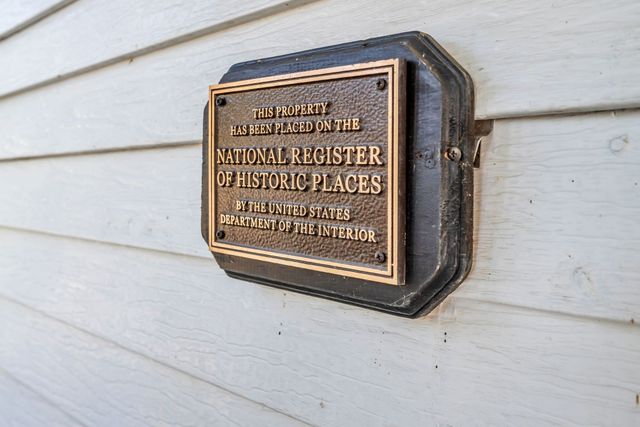 THIS PROPERTY
HAS BEEN PLACED ON THE
NATIONAL REGISTER
OF HISTORIC PLACES
BY THE UNITED STATES
DEPARTMENT OF THE INTERIOR